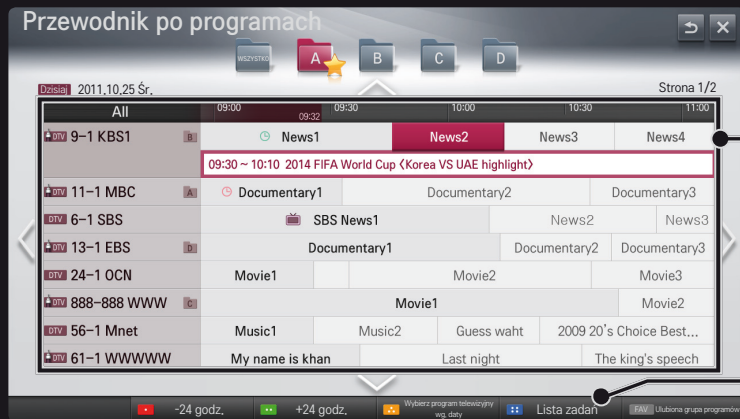 Przewodnik po programach
WSZYSTKO A B C D
Dzisiaj 2011.10.25 Śr. Strona 1/2
All 09:00 09:32 09:30 10:00 10:30 11:00
DTV 9-1 KBS1 B News1 News2 News3 News4
09:30 ~ 10:10 2014 FIFA World Cup 〈Korea VS UAE highlight〉
DTV 11-1 MBC A Documentary1 Documentary2 Documentary3
DTV 6-1 SBS SBS News1 News2 News3
DTV 13-1 EBS D Documentary1 Documentary2 Documentary3
DTV 24-1 OCN Movie1 Movie2 Movie3
DTV 888-888 WWW C Movie1 Movie2
DTV 56-1 Mnet Music1 Music2 Guess waht 2009 20's Choice Best...
DTV 61-1 WWWWW My name is khan Last night The king's speech
-24 godz. +24 godz. Wybierz program telewizyjny wg. daty Lista zadań FAV Ulubiona grupa programów